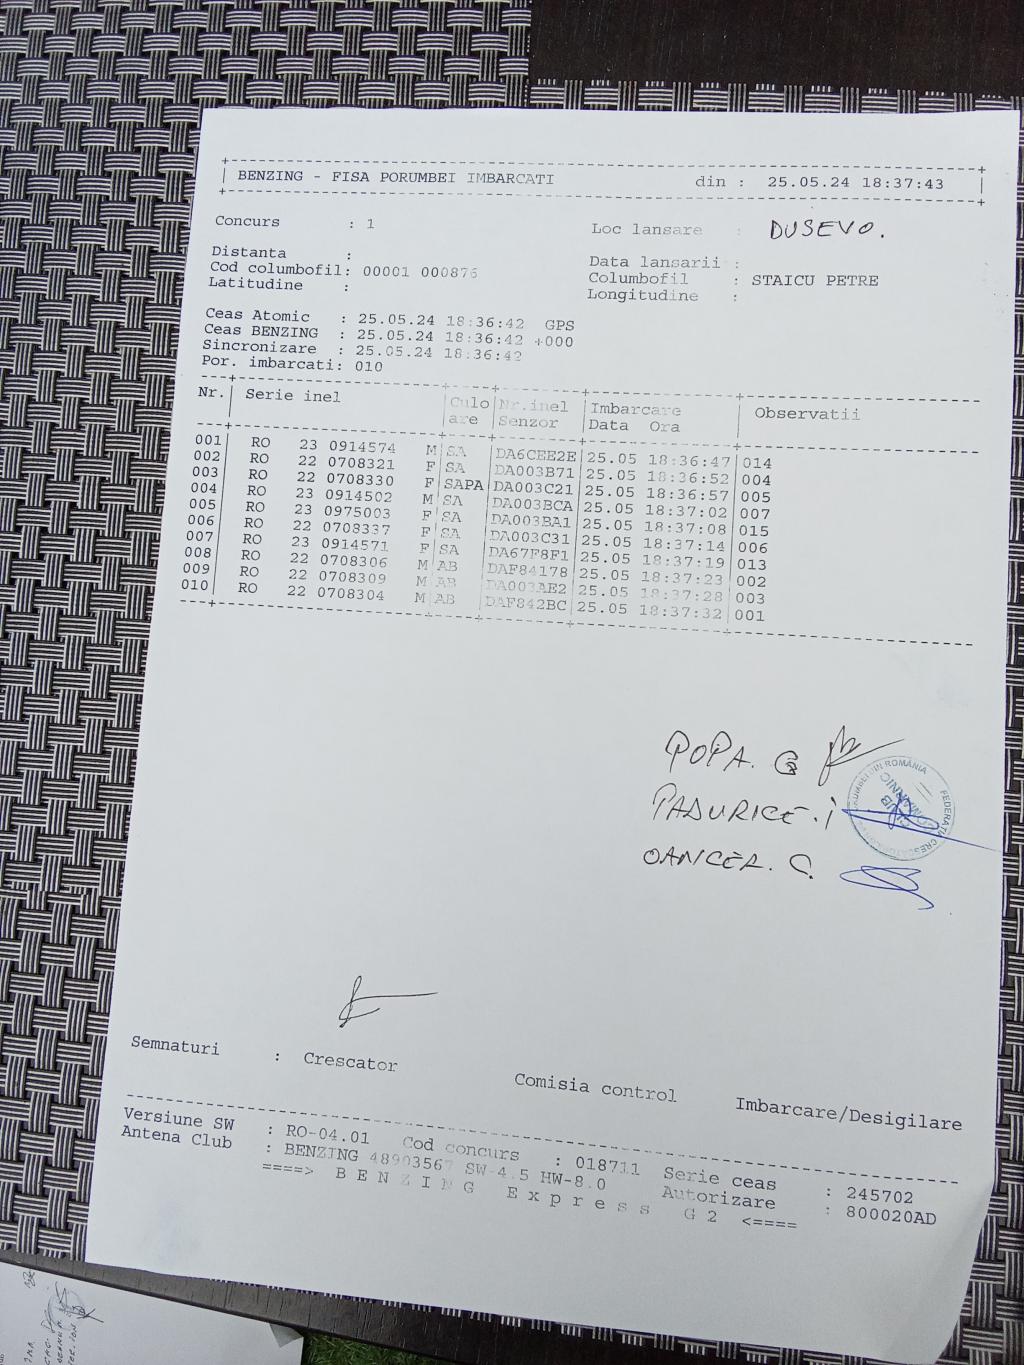 BENZING - FISA PORUMBEI IMBARCATI din : 25.05.24 18:37:43
Concurs : 1 Loc lansare : DUSEVO.
Distanta : Data lansarii :
Cod columbofil: 00001 000876 Columbofil : STAICU PETRE
Latitudine : Longitudine :
Ceas Atomic : 25.05.24 18:36:42 GPS
Ceas BENZING : 25.05.24 18:36:42 +000
Sincronizare : 25.05.24 18:36:42
Por. imbarcati: 010
Nr. Serie inel Culo Nr.inel Imbarcare Observatii
are Senzor Data Ora
001 RO 23 0914574 M SA DA6CEE2E 25.05 18:36:47 014
002 RO 22 0708321 F SA DA003B71 25.05 18:36:52 004
003 RO 22 0708330 F SAPA DA003C21 25.05 18:36:57 005
004 RO 23 0914502 M SA DA003BCA 25.05 18:37:02 007
005 RO 23 0975003 F SA DA003BA1 25.05 18:37:08 015
006 RO 22 0708337 F SA DA003C31 25.05 18:37:14 006
007 RO 23 0914571 F SA DA67F8F1 25.05 18:37:19 013
008 RO 22 0708306 M AB DAF84178 25.05 18:37:23 002
009 RO 22 0708309 M AB DA003AE2 25.05 18:37:28 003
010 RO 22 0708304 M AB DAF842BC 25.05 18:37:32 001
POPA. G
PADURICE. i
OANCEA. C.
Semnaturi : Crescator Comisia control Imbarcare/Desigilare
Versiune SW : RO-04.01 Cod concurs : 018711 Serie ceas : 245702
Antena Club : BENZING 48903567 SW-4.5 HW-8.0 Autorizare : 800020AD
====> B E N Z I N G E x p r e s s G 2 <====